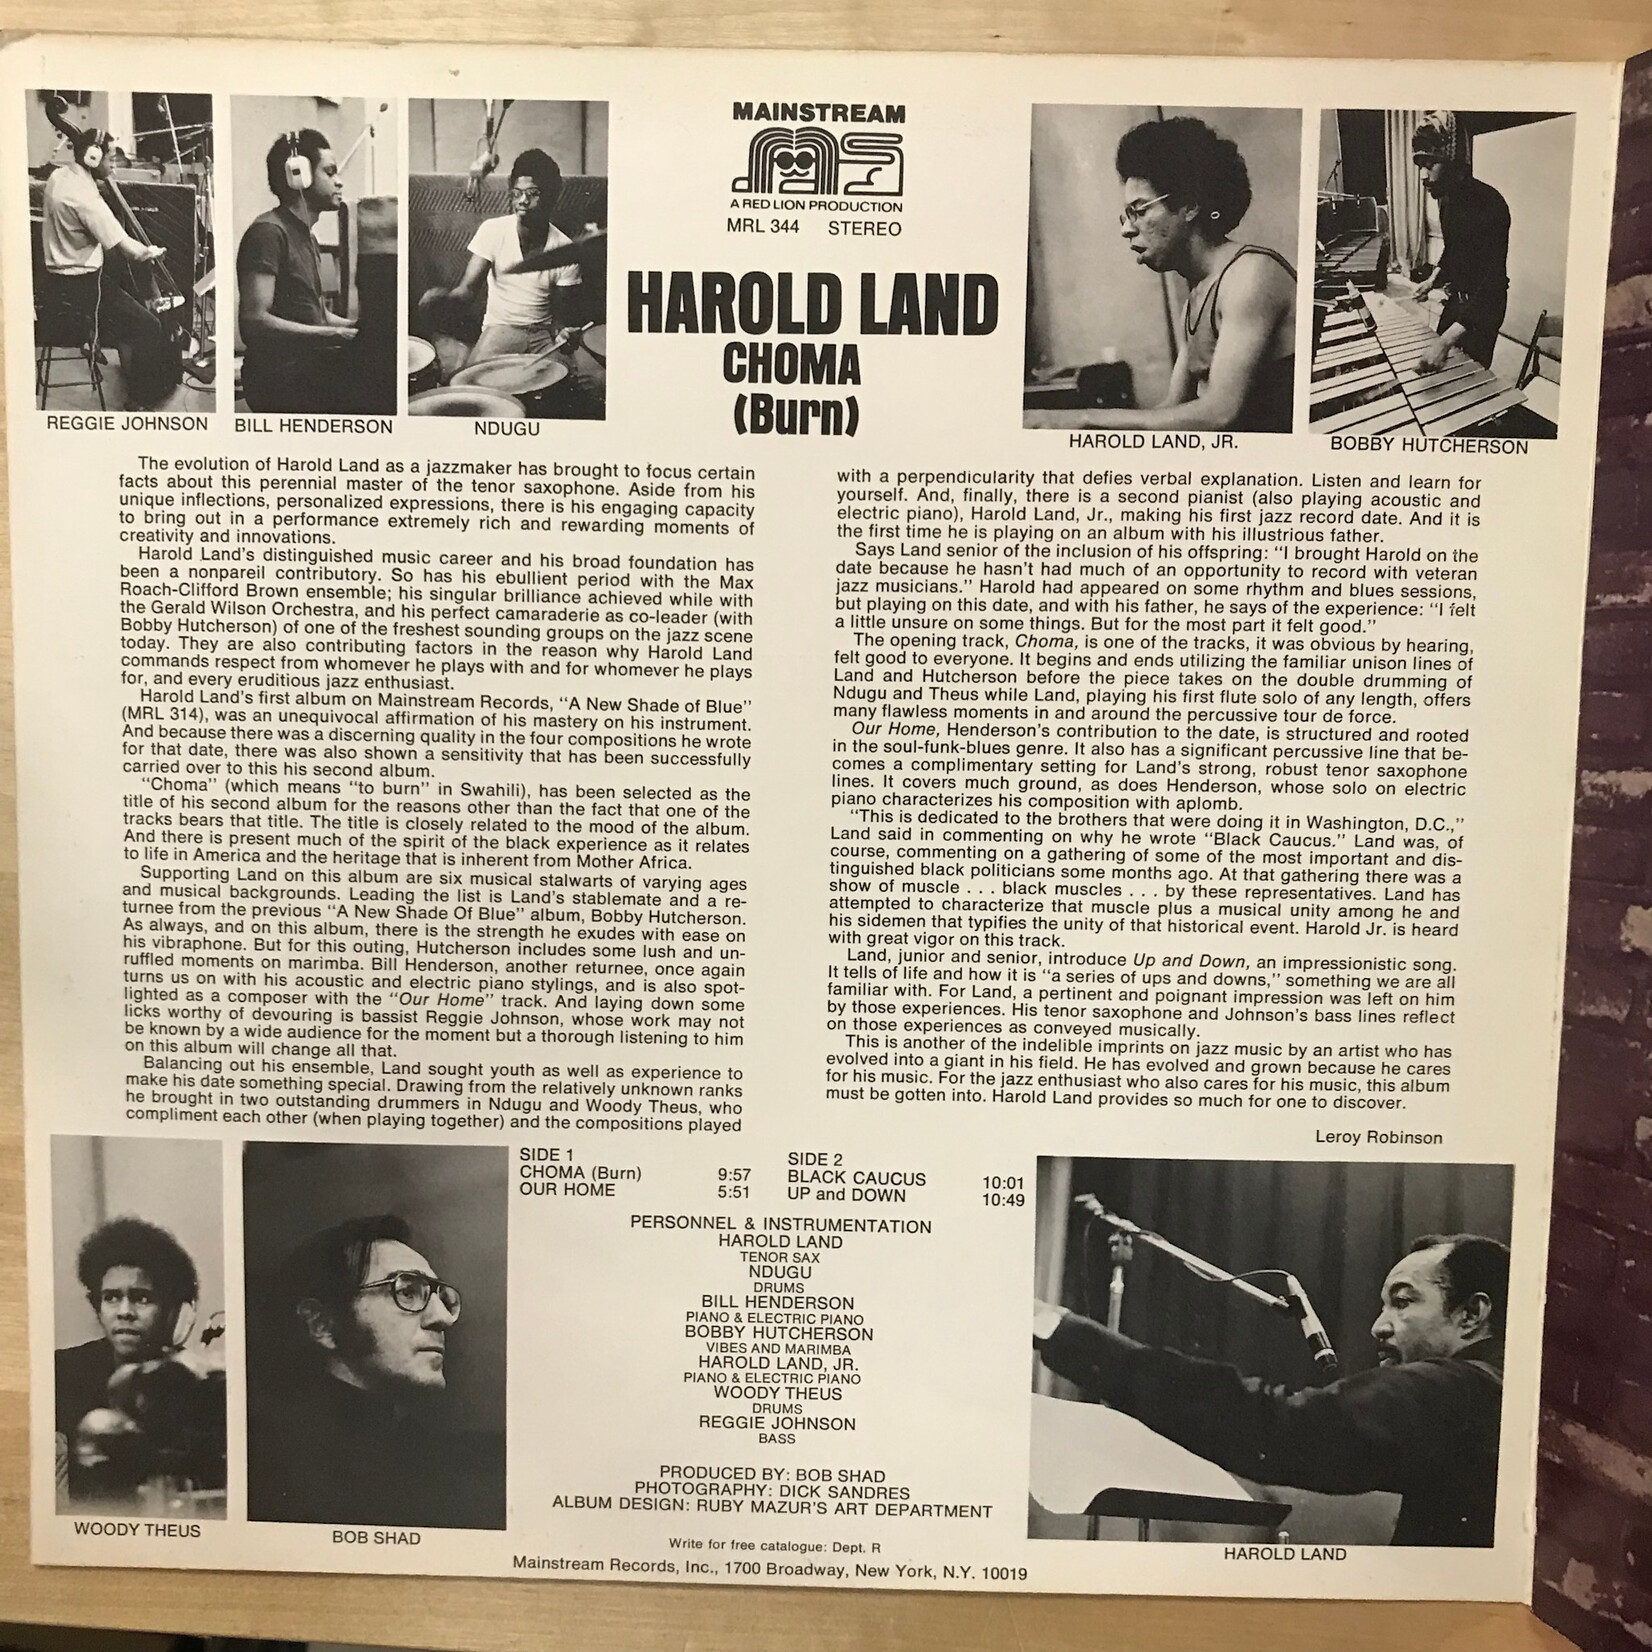 MAINSTREAM
A RED LION PRODUCTION
MRL 344 STEREO
HAROLD LAND
CHOMA
(Burn)
REGGIE JOHNSON
BILL HENDERSON
NDUGU
HAROLD LAND, JR.
BOBBY HUTCHERSON
The evolution of Harold Land as a jazzmaker has brought to focus certain
facts about this perennial master of the tenor saxophone. Aside from his
unique inflections, personalized expressions, there is his engaging capacity
to bring out in a performance extremely rich and rewarding moments of
creativity and innovations.
Harold Land's distinguished music career and his broad foundation has
been a nonpareil contributory. So has his ebullient period with the Max
Roach-Clifford Brown ensemble; his singular brilliance achieved while with
the Gerald Wilson Orchestra, and his perfect camaraderie as co-leader (with
Bobby Hutcherson) of one of the freshest sounding groups on the jazz scene
today. They are also contributing factors in the reason why Harold Land
commands respect from whomever he plays with and for whomever he plays
for, and every eruditious jazz enthusiast.
Harold Land's first album on Mainstream Records, "A New Shade of Blue"
(MRL 314), was an unequivocal affirmation of his mastery on his instrument.
And because there was a discerning quality in the four compositions he wrote
for that date, there was also shown a sensitivity that has been successfully
carried over to this his second album.
"Choma" (which means "to burn" in Swahili), has been selected as the
title of his second album for the reasons other than the fact that one of the
tracks bears that title. The title is closely related to the mood of the album.
And there is present much of the spirit of the black experience as it relates
to life in America and the heritage that is inherent from Mother Africa.
Supporting Land on this album are six musical stalwarts of varying ages
and musical backgrounds. Leading the list is Land's stablemate and a re-
turnee from the previous "A New Shade Of Blue" album, Bobby Hutcherson.
As always, and on this album, there is the strength he exudes with ease on
his vibraphone. But for this outing, Hutcherson includes some lush and un-
ruffled moments on marimba. Bill Henderson, another returnee, once again
turns us on with his acoustic and electric piano stylings, and is also spot-
lighted as a composer with the "Our Home" track. And laying down some
licks worthy of devouring is bassist Reggie Johnson, whose work may not
be known by a wide audience for the moment but a thorough listening to him
on this album will change all that.
Balancing out his ensemble, Land sought youth as well as experience to
make his date something special. Drawing from the relatively unknown ranks
he brought in two outstanding drummers in Ndugu and Woody Theus, who
compliment each other (when playing together) and the compositions played
with a perpendicularity that defies verbal explanation. Listen and learn for
yourself. And, finally, there is a second pianist (also playing acoustic and
electric piano), Harold Land, Jr., making his first jazz record date. And it is
the first time he is playing on an album with his illustrious father.
Says Land senior of the inclusion of his offspring: "I brought Harold on the
date because he hasn't had much of an opportunity to record with veteran
jazz musicians." Harold had appeared on some rhythm and blues sessions,
but playing on this date, and with his father, he says of the experience: "I felt
a little unsure on some things. But for the most part it felt good."
The opening track, Choma, is one of the tracks, it was obvious by hearing,
felt good to everyone. It begins and ends utilizing the familiar unison lines of
Land and Hutcherson before the piece takes on the double drumming of
Ndugu and Theus while Land, playing his first flute solo of any length, offers
many flawless moments in and around the percussive tour de force.
Our Home, Henderson's contribution to the date, is structured and rooted
in the soul-funk-blues genre. It also has a significant percussive line that be-
comes a complimentary setting for Land's strong, robust tenor saxophone
lines. It covers much ground, as does Henderson, whose solo on electric
piano characterizes his composition with aplomb.
"This is dedicated to the brothers that were doing it in Washington, D.C.,"
Land said in commenting on why he wrote "Black Caucus." Land was, of
course, commenting on a gathering of some of the most important and dis-
tinguished black politicians some months ago. At that gathering there was a
show of muscle . . . black muscles . . . by these representatives. Land has
attempted to characterize that muscle plus a musical unity among he and
his sidemen that typifies the unity of that historical event. Harold Jr. is heard
with great vigor on this track.
Land, junior and senior, introduce Up and Down, an impressionistic song.
It tells of life and how it is "a series of ups and downs," something we are all
familiar with. For Land, a pertinent and poignant impression was left on him
by those experiences. His tenor saxophone and Johnson's bass lines reflect
on those experiences as conveyed musically.
This is another of the indelible imprints on jazz music by an artist who has
evolved into a giant in his field. He has evolved and grown because he cares
for his music. For the jazz enthusiast who also cares for his music, this album
must be gotten into. Harold Land provides so much for one to discover.
Leroy Robinson
SIDE 1
CHOMA (Burn) 9:57
OUR HOME 5:51
SIDE 2
BLACK CAUCUS 10:01
UP and DOWN 10:49
PERSONNEL & INSTRUMENTATION
HAROLD LAND
TENOR SAX
NDUGU
DRUMS
BILL HENDERSON
PIANO & ELECTRIC PIANO
BOBBY HUTCHERSON
VIBES AND MARIMBA
HAROLD LAND, JR.
PIANO & ELECTRIC PIANO
WOODY THEUS
DRUMS
REGGIE JOHNSON
BASS
PRODUCED BY: BOB SHAD
PHOTOGRAPHY: DICK SANDRES
ALBUM DESIGN: RUBY MAZUR'S ART DEPARTMENT
Write for free catalogue: Dept. R
Mainstream Records, Inc., 1700 Broadway, New York, N.Y. 10019
WOODY THEUS
BOB SHAD
HAROLD LAND